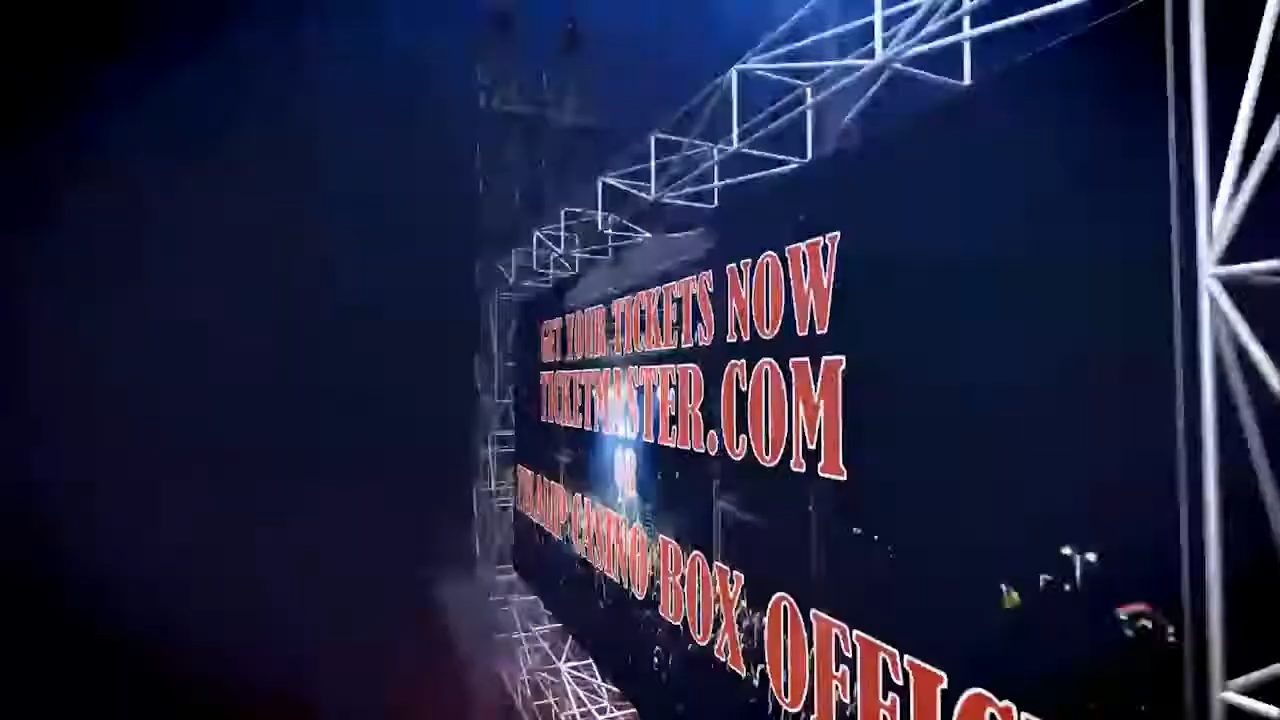 GET YOUR TICKETS NOW
TICKETMASTER.COM
OR
CASINO BOX